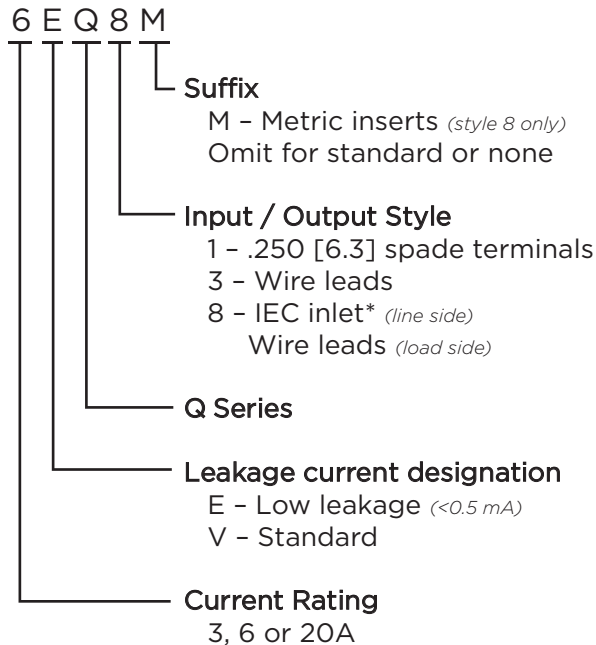 6 E Q 8 M
Suffix
M – Metric inserts (style 8 only)
Omit for standard or none
Input / Output Style
1 – .250 [6.3] spade terminals
3 – Wire leads
8 – IEC inlet* (line side)
Wire leads (load side)
Q Series
Leakage current designation
E – Low leakage (<0.5 mA)
V – Standard
Current Rating
3, 6 or 20A